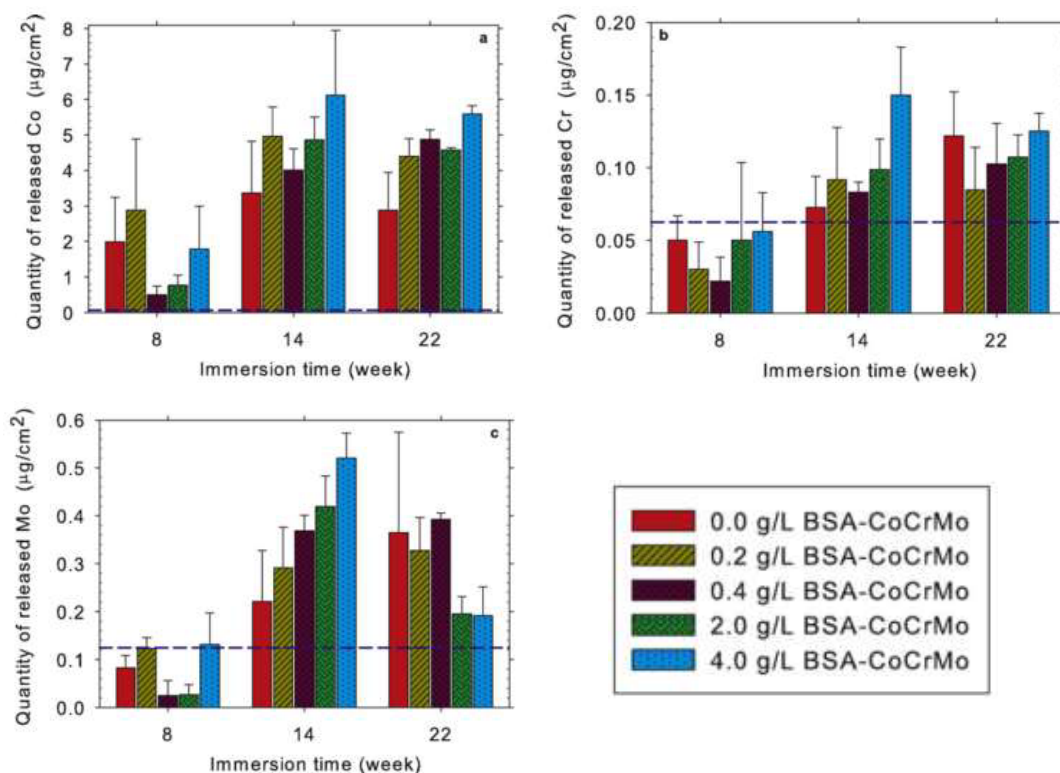 a
Quantity of released Co (µg/cm2)
8
7
6
5
4
3
2
1
0
8 14 22
Immersion time (week)
b
Quantity of released Cr (µg/cm2)
0.20
0.15
0.10
0.05
0.00
8 14 22
Immersion time (week)
c
Quantity of released Mo (µg/cm2)
0.6
0.5
0.4
0.3
0.2
0.1
0.0
8 14 22
Immersion time (week)
0.0 g/L BSA-CoCrMo
0.2 g/L BSA-CoCrMo
0.4 g/L BSA-CoCrMo
2.0 g/L BSA-CoCrMo
4.0 g/L BSA-CoCrMo